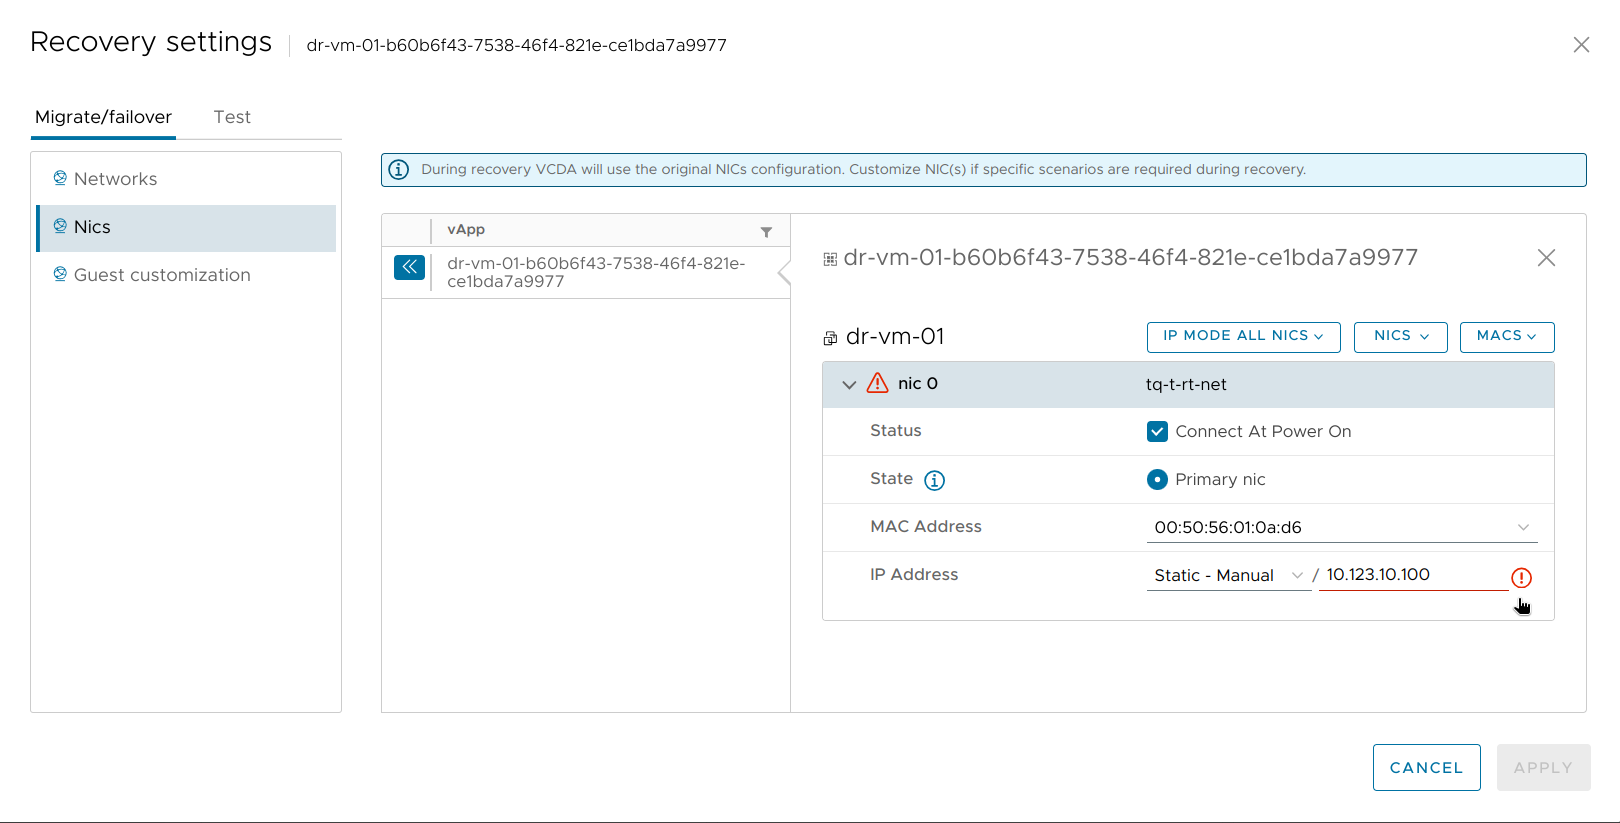 Recovery settings
dr-vm-01-b60b6f43-7538-46f4-821e-ce1bda7a9977
Migrate/failover
Test
Networks
Nics
Guest customization
During recovery VCDA will use the original NICs configuration. Customize NIC(s) if specific scenarios are required during recovery.
vApp
dr-vm-01-b60b6f43-7538-46f4-821e-
ce1bda7a9977
dr-vm-01-b60b6f43-7538-46f4-821e-ce1bda7a9977
dr-vm-01
IP MODE ALL NICS
NICS
MACS
nic 0
tq-t-rt-net
Status
Connect At Power On
State
Primary nic
MAC Address
00:50:56:01:0a:d6
IP Address
Static - Manual / 10.123.10.100
CANCEL
APPLY